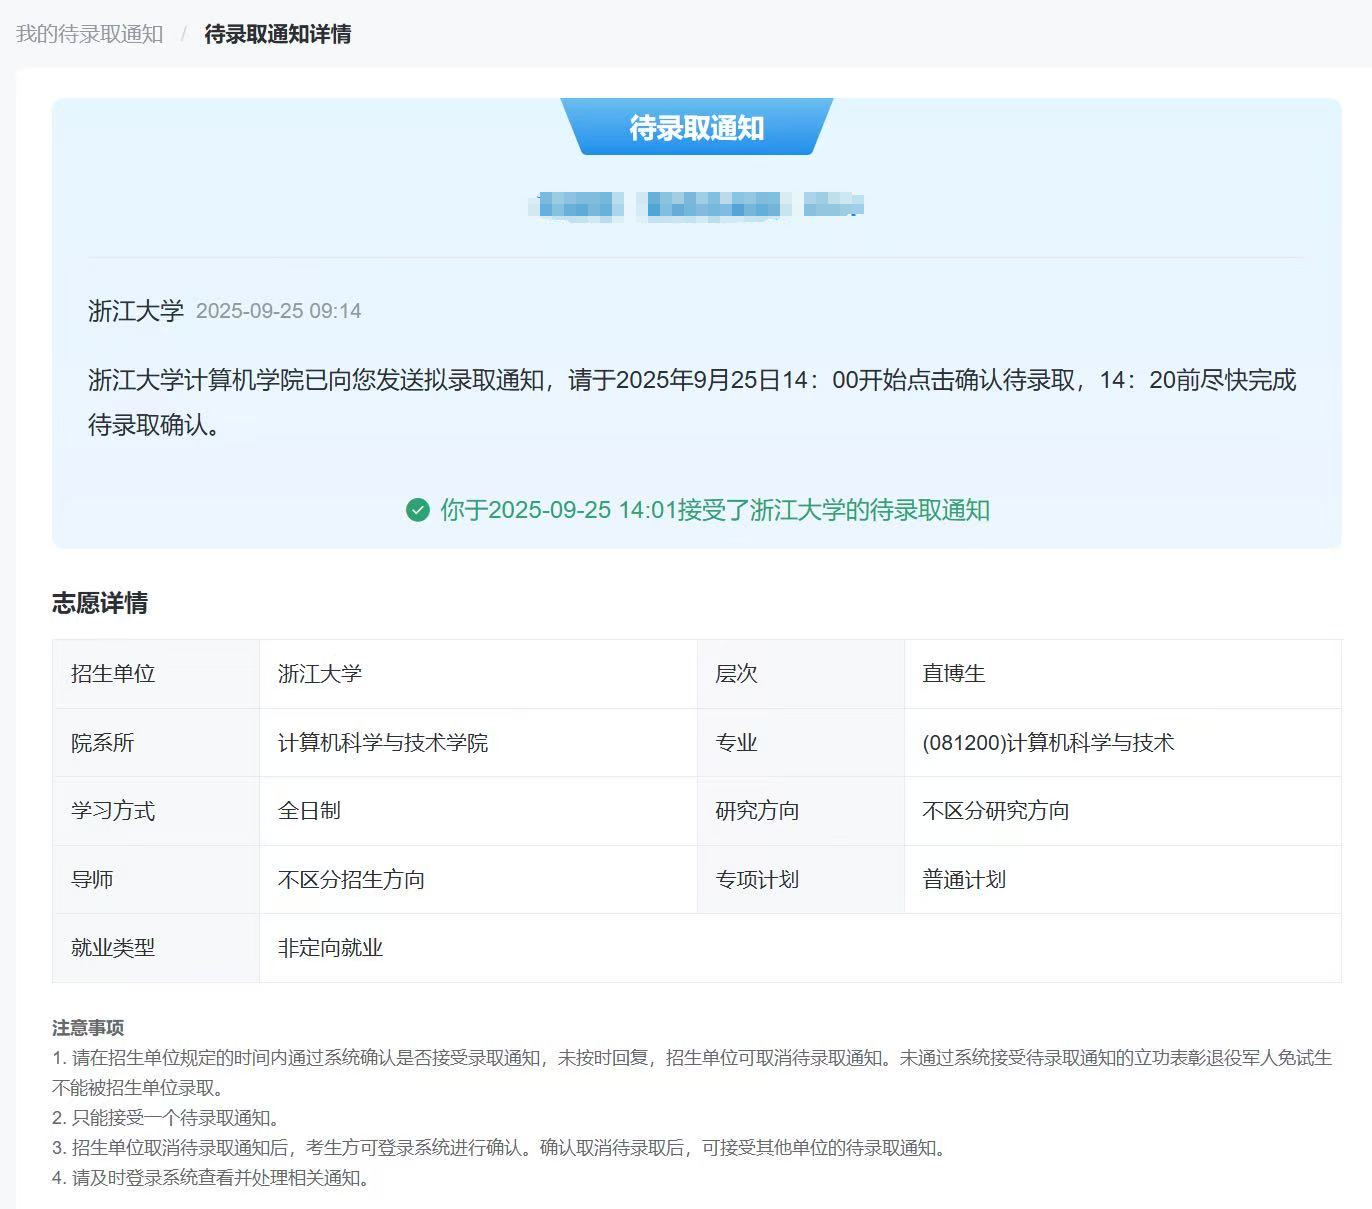 我的待录取通知 / 待录取通知详情
待录取通知
浙江大学 2025-09-25 09:14
浙江大学计算机学院已向您发送拟录取通知，请于2025年9月25日14：00开始点击确认待录取，14：20前尽快完成
待录取确认。
你于2025-09-25 14:01接受了浙江大学的待录取通知
志愿详情
招生单位 浙江大学 层次 直博生
院系所 计算机科学与技术学院 专业 (081200)计算机科学与技术
学习方式 全日制 研究方向 不区分研究方向
导师 不区分招生方向 专项计划 普通计划
就业类型 非定向就业
注意事项
1. 请在招生单位规定的时间内通过系统确认是否接受录取通知，未按时回复，招生单位可取消待录取通知。未通过系统接受待录取通知的立功表彰退役军人免试生
不能被招生单位录取。
2. 只能接受一个待录取通知。
3. 招生单位取消待录取通知后，考生方可登录系统进行确认。确认取消待录取后，可接受其他单位的待录取通知。
4. 请及时登录系统查看并处理相关通知。